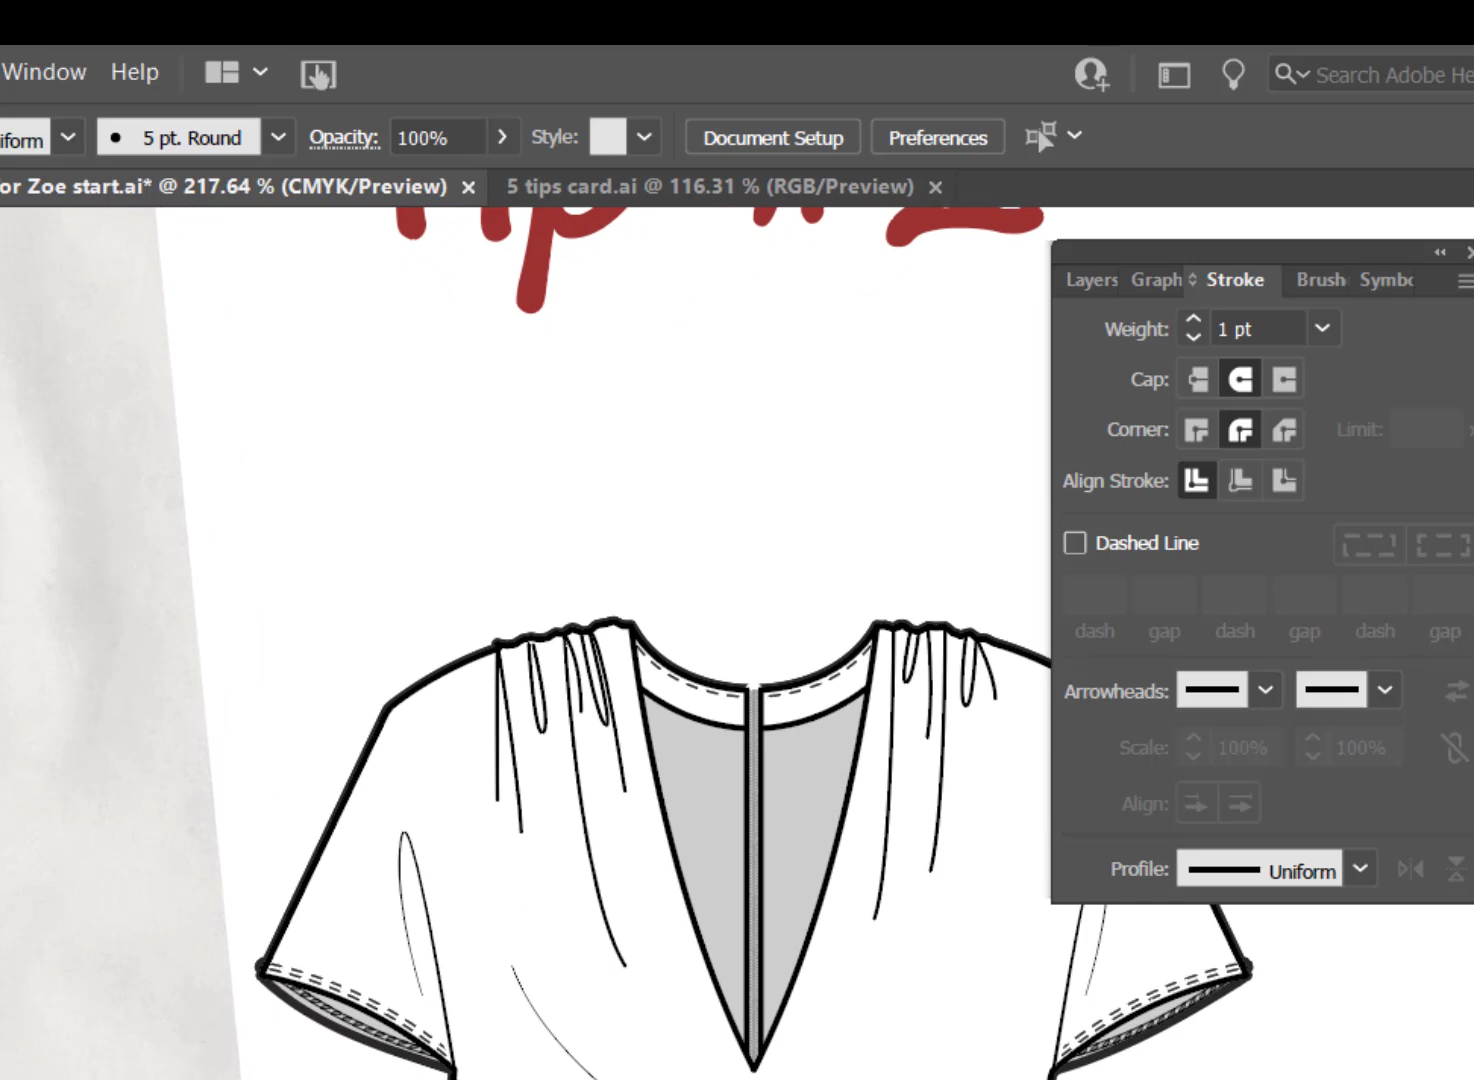 Window Help Search Adobe He
iform 5 pt. Round Opacity: 100% Style: Document Setup Preferences
or Zoe start.ai* @ 217.64 % (CMYK/Preview) × 5 tips card.ai @ 116.31 % (RGB/Preview) ×
Layers Graph Stroke Brush Symbo
Weight: 1 pt
Cap:
Corner: Limit:
Align Stroke:
Dashed Line
dash gap dash gap dash gap
Arrowheads:
Scale: 100% 100%
Align:
Profile: Uniform